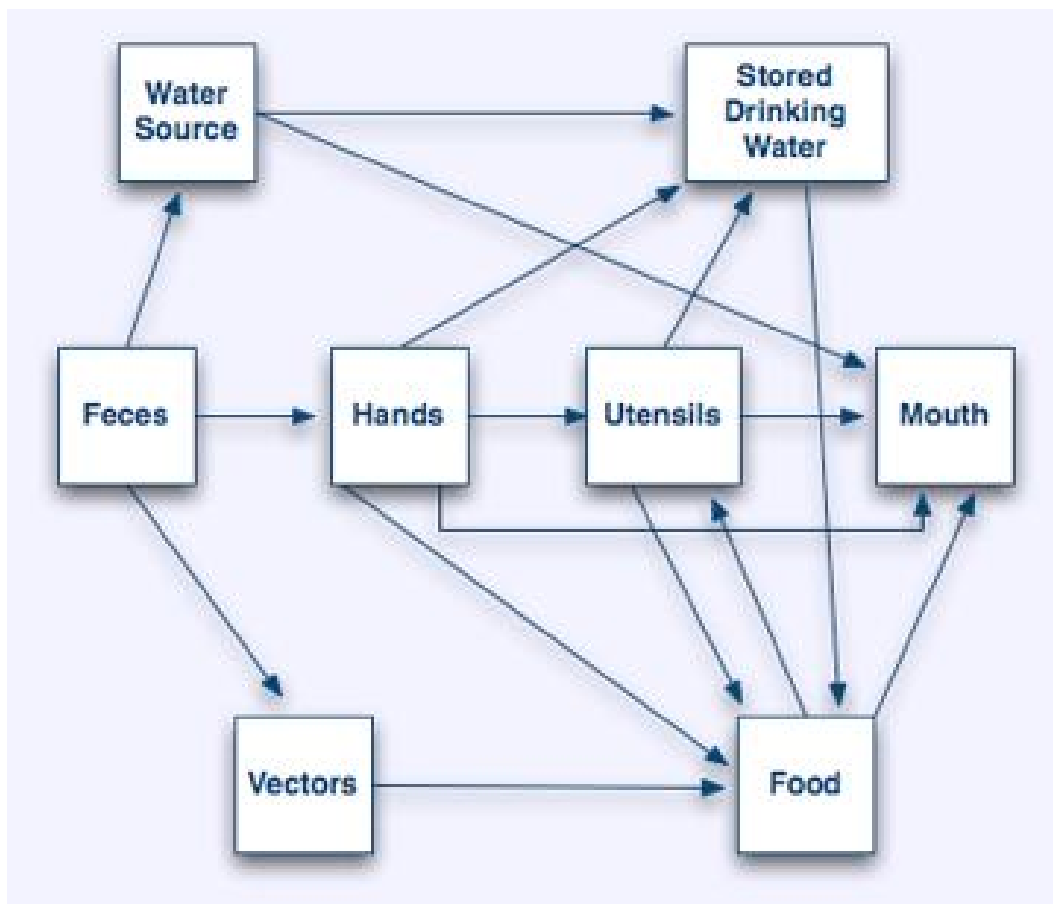 Water
Source
Stored
Drinking
Water
Feces
Hands
Utensils
Mouth
Vectors
Food